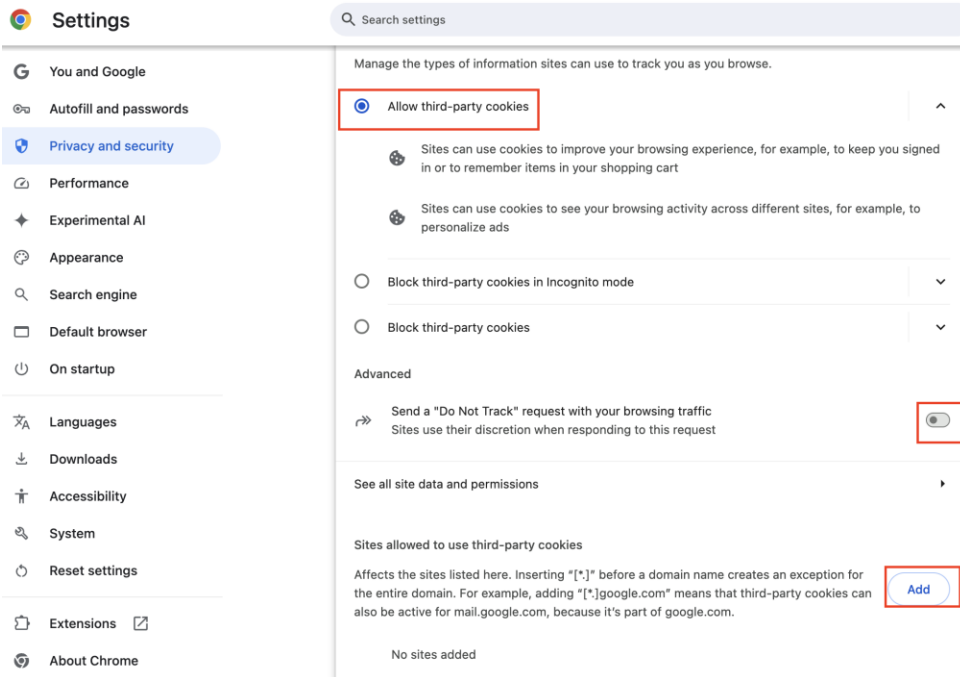 Settings
Search settings
You and Google
Autofill and passwords
Privacy and security
Performance
Experimental AI
Appearance
Search engine
Default browser
On startup
Languages
Downloads
Accessibility
System
Reset settings
Extensions
About Chrome
Manage the types of information sites can use to track you as you browse.
Allow third-party cookies
Sites can use cookies to improve your browsing experience, for example, to keep you signed
in or to remember items in your shopping cart
Sites can use cookies to see your browsing activity across different sites, for example, to
personalize ads
Block third-party cookies in Incognito mode
Block third-party cookies
Advanced
Send a "Do Not Track" request with your browsing traffic
Sites use their discretion when responding to this request
See all site data and permissions
Sites allowed to use third-party cookies
Affects the sites listed here. Inserting “[*.]” before a domain name creates an exception for
the entire domain. For example, adding “[*.]google.com” means that third-party cookies can
also be active for mail.google.com, because it's part of google.com.
Add
No sites added